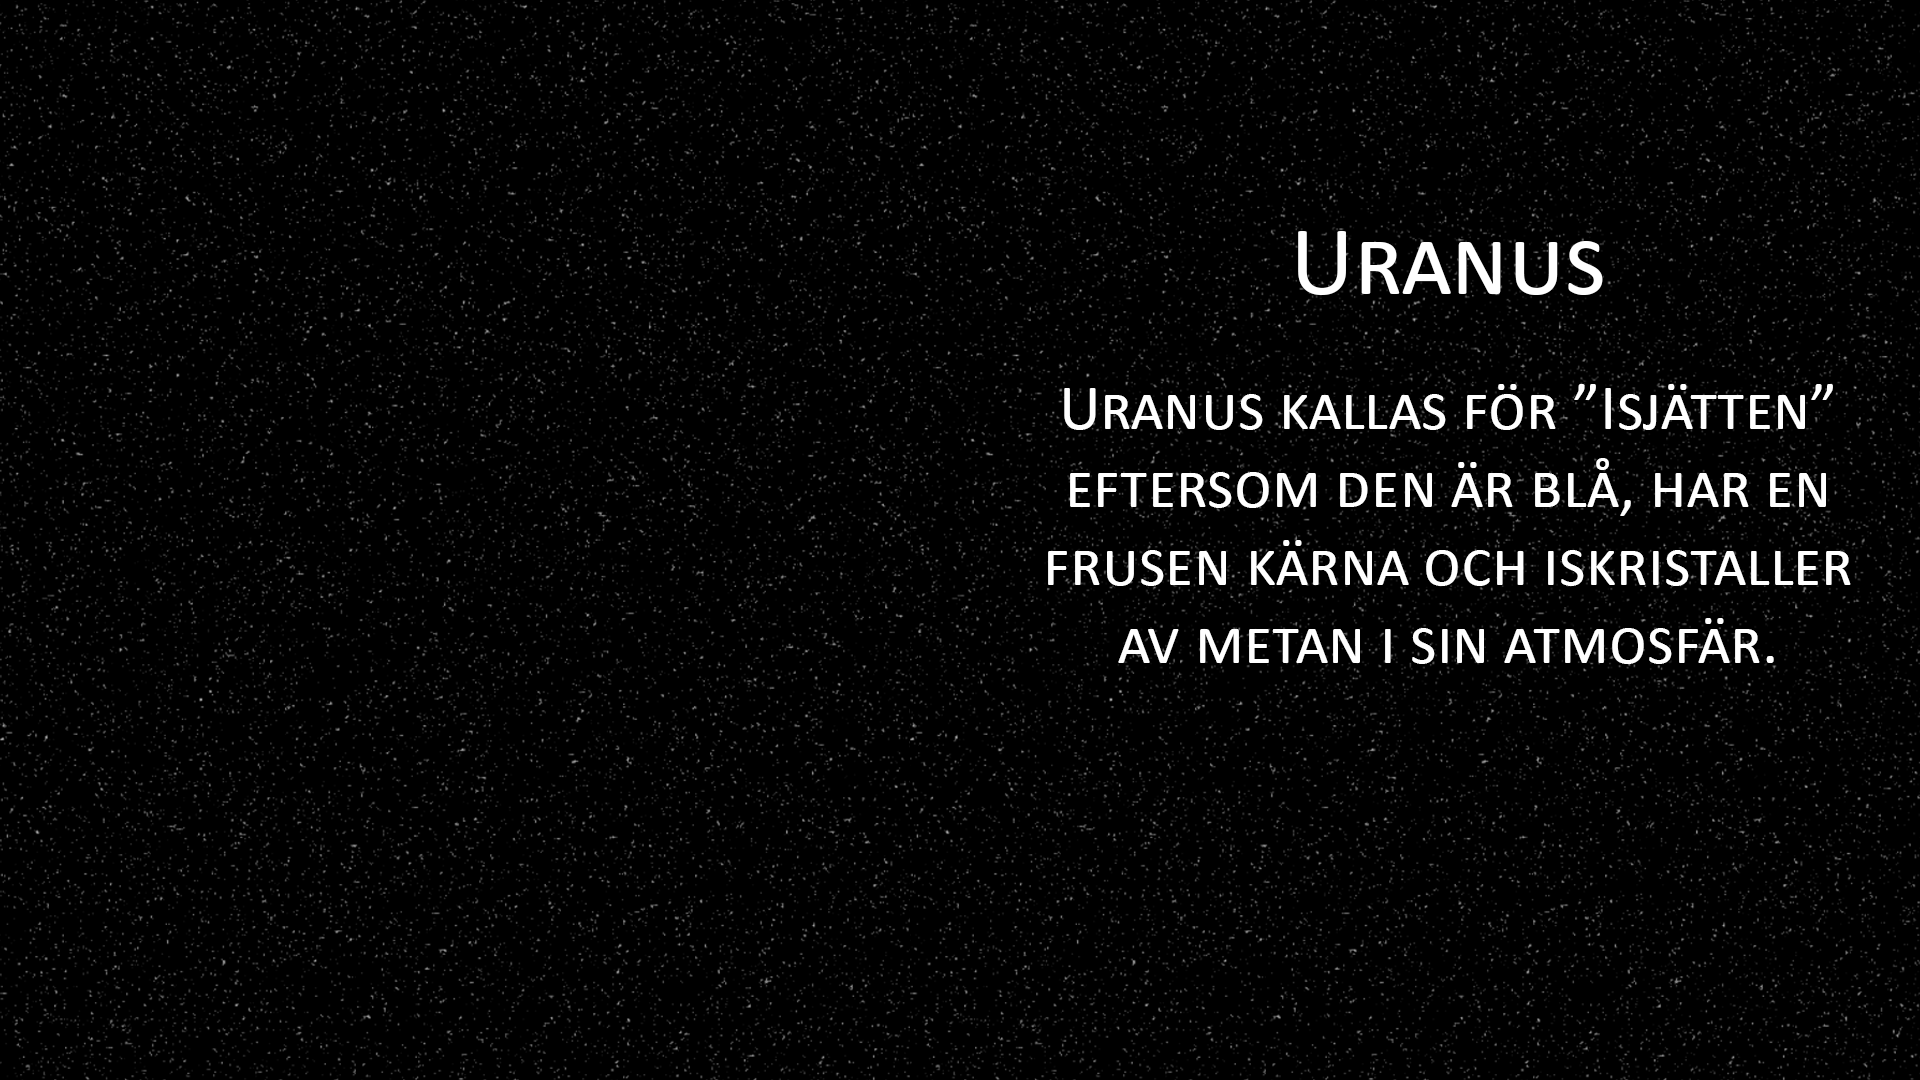 Uranus
Uranus kallas för ”Isjätten”
eftersom den är blå, har en
frusen kärna och iskristaller
av metan i sin atmosfär.